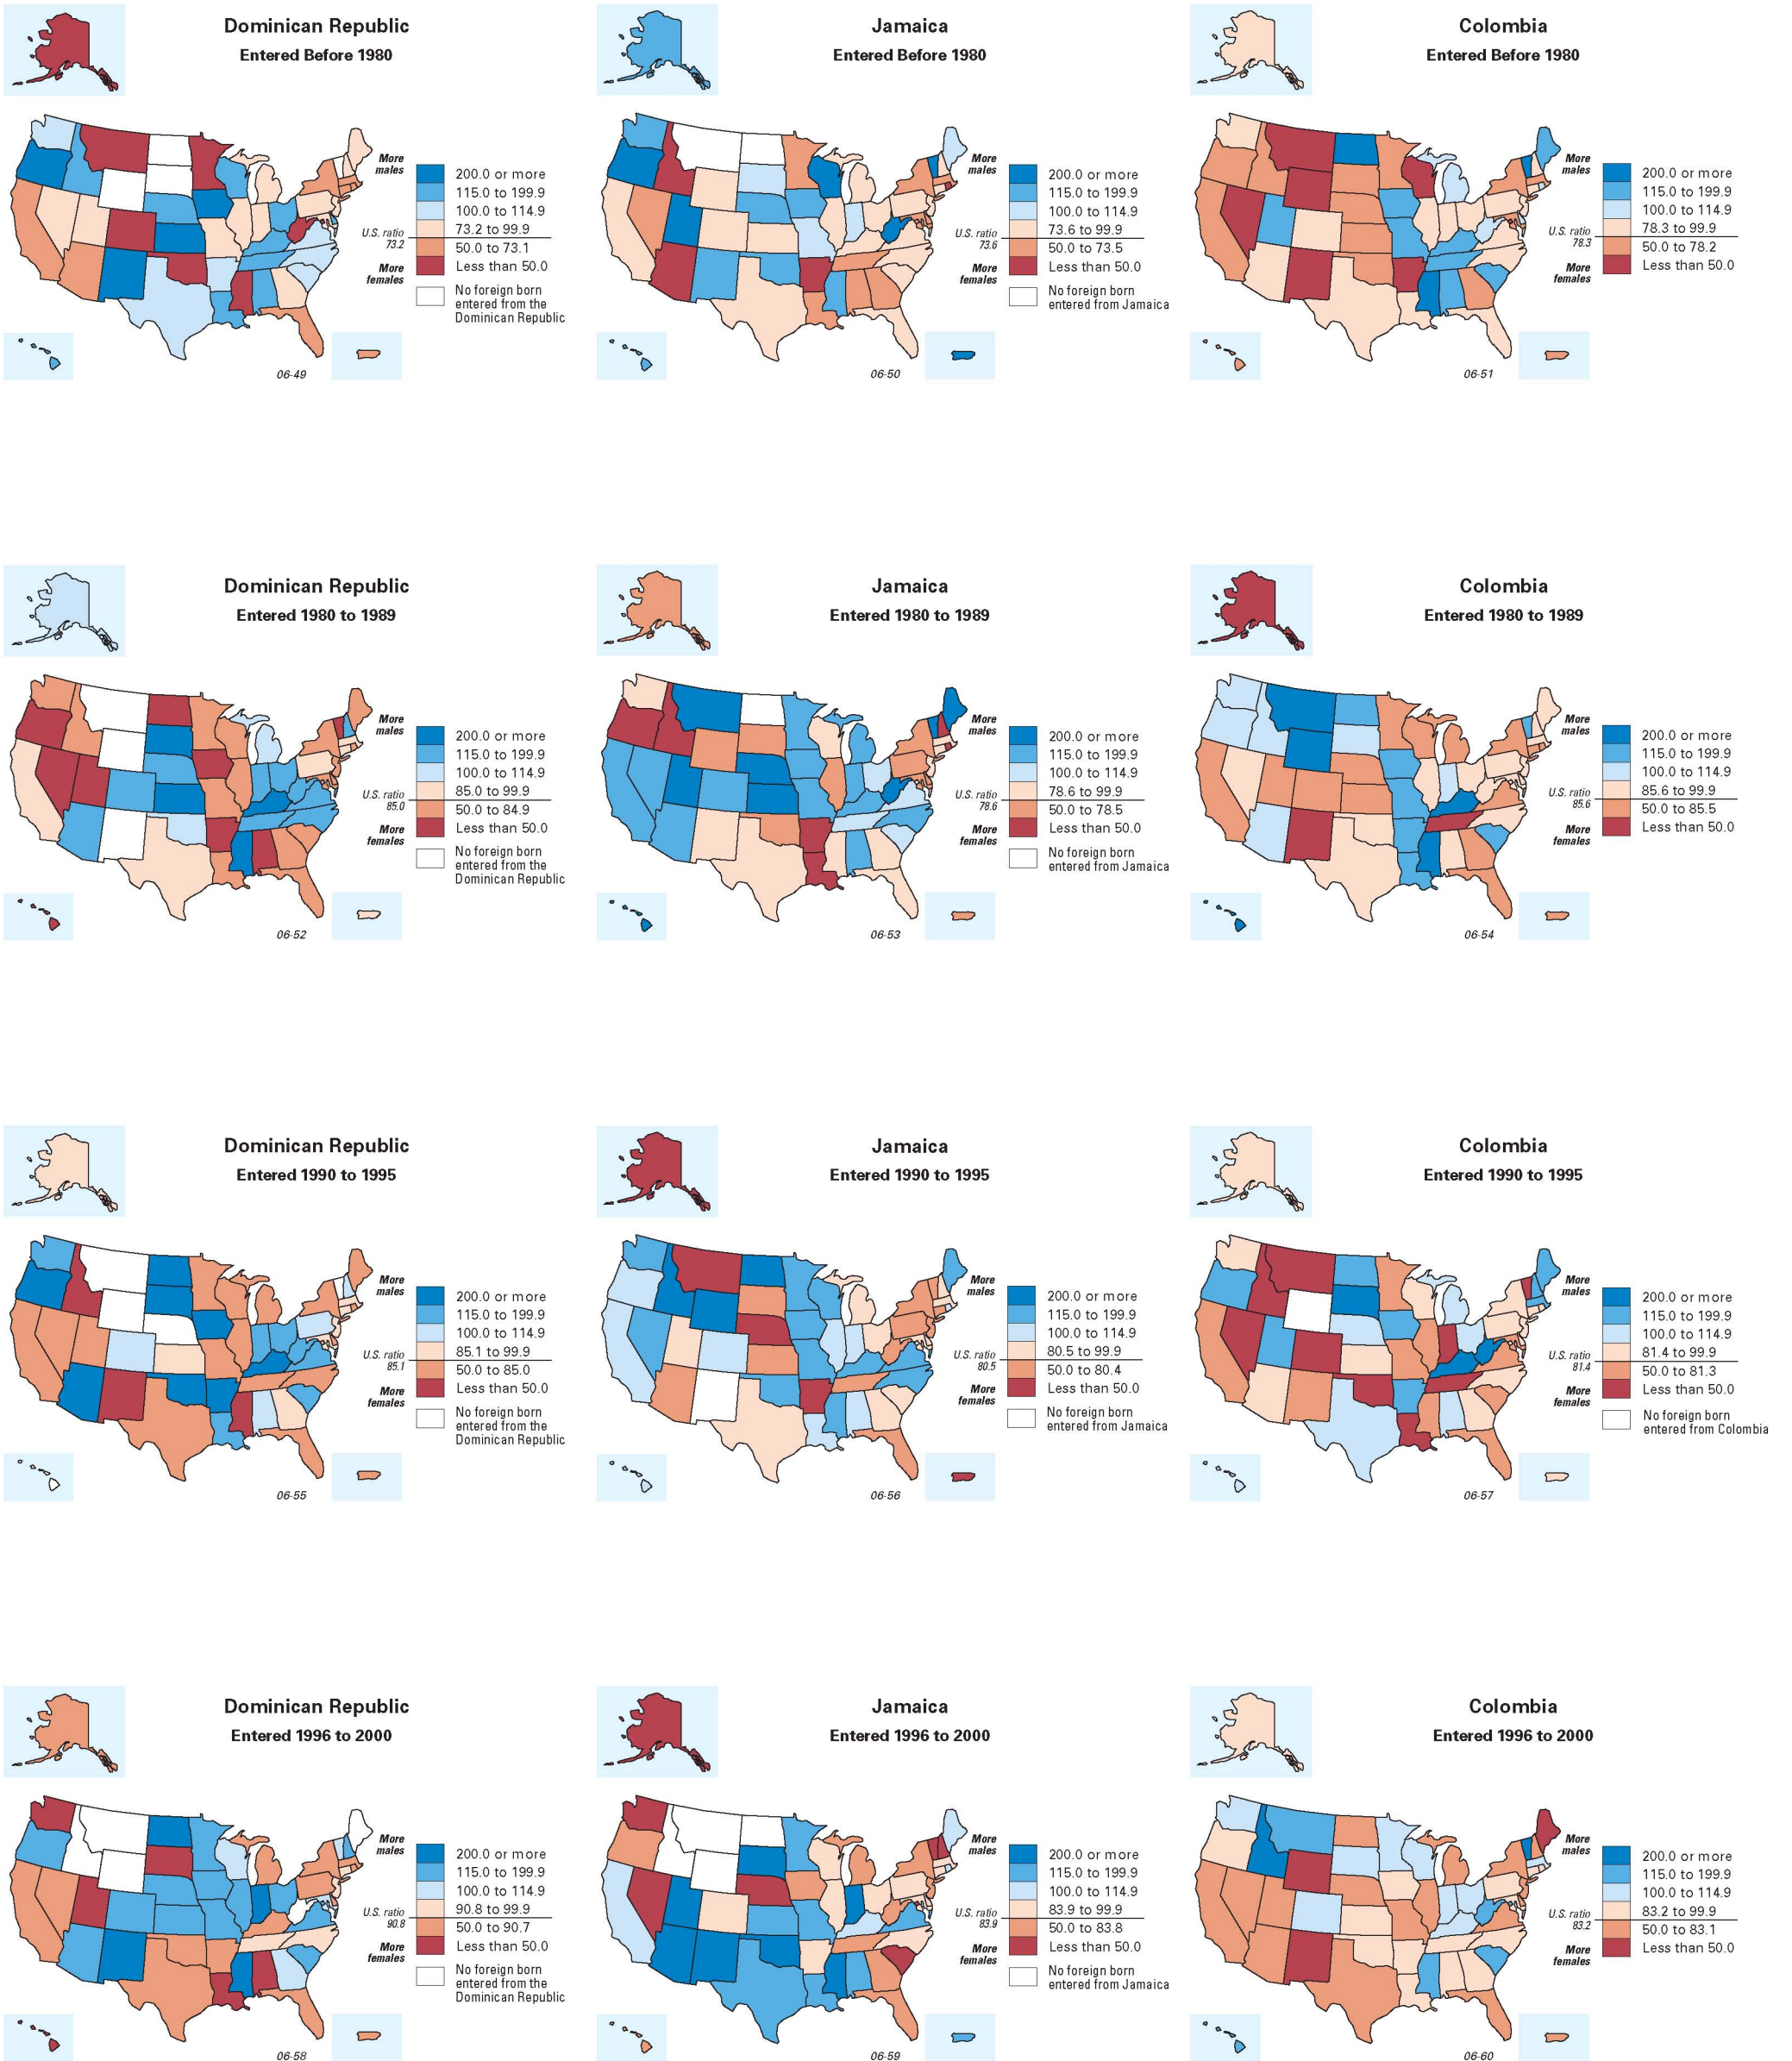 Dominican Republic
Entered Before 1980
More
males
200.0 or more
115.0 to 199.9
100.0 to 114.9
73.2 to 99.9
U.S. ratio
73.2
50.0 to 73.1
More
females
Less than 50.0
No foreign born
entered from the
Dominican Republic
06-49
Jamaica
Entered Before 1980
More
males
200.0 or more
115.0 to 199.9
100.0 to 114.9
73.6 to 99.9
U.S. ratio
73.6
50.0 to 73.5
More
females
Less than 50.0
No foreign born
entered from Jamaica
06-50
Colombia
Entered Before 1980
More
males
200.0 or more
115.0 to 199.9
100.0 to 114.9
78.3 to 99.9
U.S. ratio
78.3
50.0 to 78.2
More
females
Less than 50.0
06-51
Dominican Republic
Entered 1980 to 1989
More
males
200.0 or more
115.0 to 199.9
100.0 to 114.9
85.0 to 99.9
U.S. ratio
85.0
50.0 to 84.9
More
females
Less than 50.0
No foreign born
entered from the
Dominican Republic
06-52
Jamaica
Entered 1980 to 1989
More
males
200.0 or more
115.0 to 199.9
100.0 to 114.9
78.6 to 99.9
U.S. ratio
78.6
50.0 to 78.5
More
females
Less than 50.0
No foreign born
entered from Jamaica
06-53
Colombia
Entered 1980 to 1989
More
males
200.0 or more
115.0 to 199.9
100.0 to 114.9
85.6 to 99.9
U.S. ratio
85.6
50.0 to 85.5
More
females
Less than 50.0
06-54
Dominican Republic
Entered 1990 to 1995
More
males
200.0 or more
115.0 to 199.9
100.0 to 114.9
85.1 to 99.9
U.S. ratio
85.1
50.0 to 85.0
More
females
Less than 50.0
No foreign born
entered from the
Dominican Republic
06-55
Jamaica
Entered 1990 to 1995
More
males
200.0 or more
115.0 to 199.9
100.0 to 114.9
80.5 to 99.9
U.S. ratio
80.5
50.0 to 80.4
More
females
Less than 50.0
No foreign born
entered from Jamaica
06-56
Colombia
Entered 1990 to 1995
More
males
200.0 or more
115.0 to 199.9
100.0 to 114.9
81.4 to 99.9
U.S. ratio
81.4
50.0 to 81.3
More
females
Less than 50.0
No foreign born
entered from Colombia
06-57
Dominican Republic
Entered 1996 to 2000
More
males
200.0 or more
115.0 to 199.9
100.0 to 114.9
90.8 to 99.9
U.S. ratio
90.8
50.0 to 90.7
More
females
Less than 50.0
No foreign born
entered from the
Dominican Republic
06-58
Jamaica
Entered 1996 to 2000
More
males
200.0 or more
115.0 to 199.9
100.0 to 114.9
83.9 to 99.9
U.S. ratio
83.9
50.0 to 83.8
More
females
Less than 50.0
No foreign born
entered from Jamaica
06-59
Colombia
Entered 1996 to 2000
More
males
200.0 or more
115.0 to 199.9
100.0 to 114.9
83.2 to 99.9
U.S. ratio
83.2
50.0 to 83.1
More
females
Less than 50.0
06-60